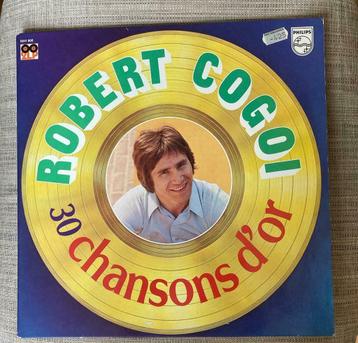 PHILIPS
ROBERT COGOI
30 chansons d'or